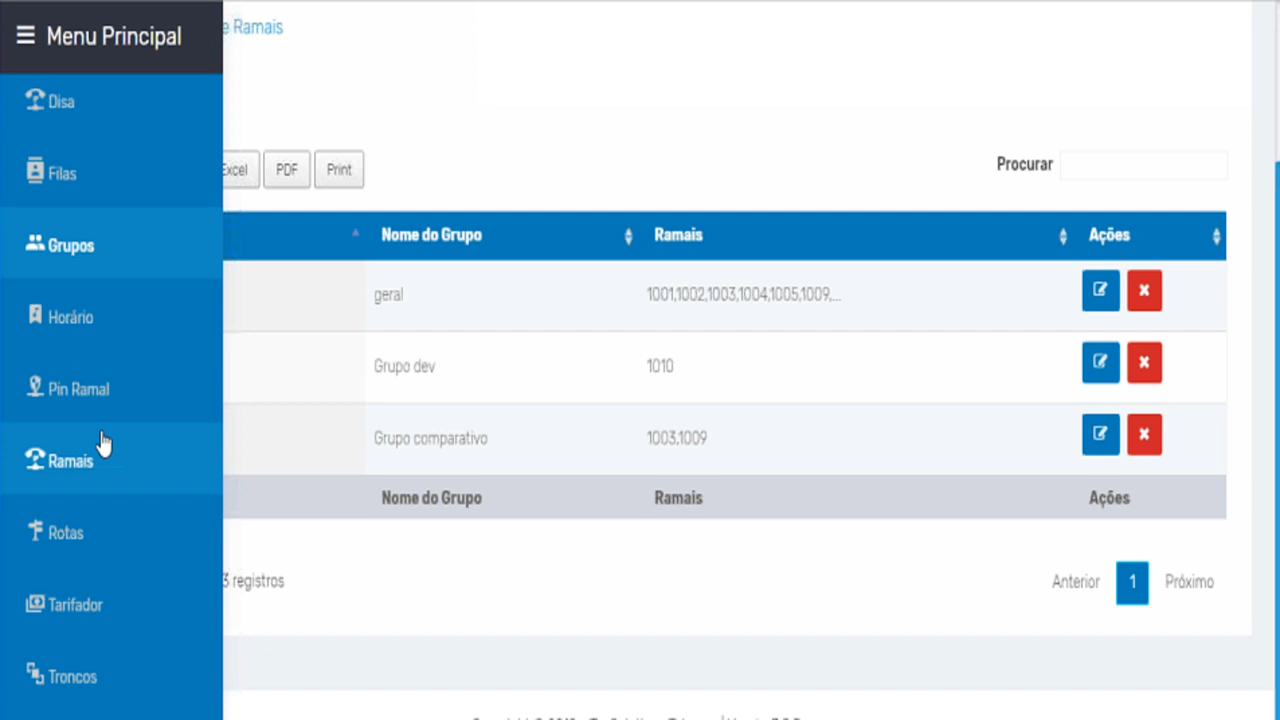 Menu Principal
Disa
Filas
Grupos
Horário
Pin Ramal
Ramais
Rotas
Tarifador
Troncos
e Ramais
Excel PDF Print
Procurar
Nome do Grupo Ramais Ações
geral 1001,1002,1003,1004,1005,1009,...
Grupo dev 1010
Grupo comparativo 1003,1009
Nome do Grupo Ramais Ações
3 registros
Anterior 1 Próximo